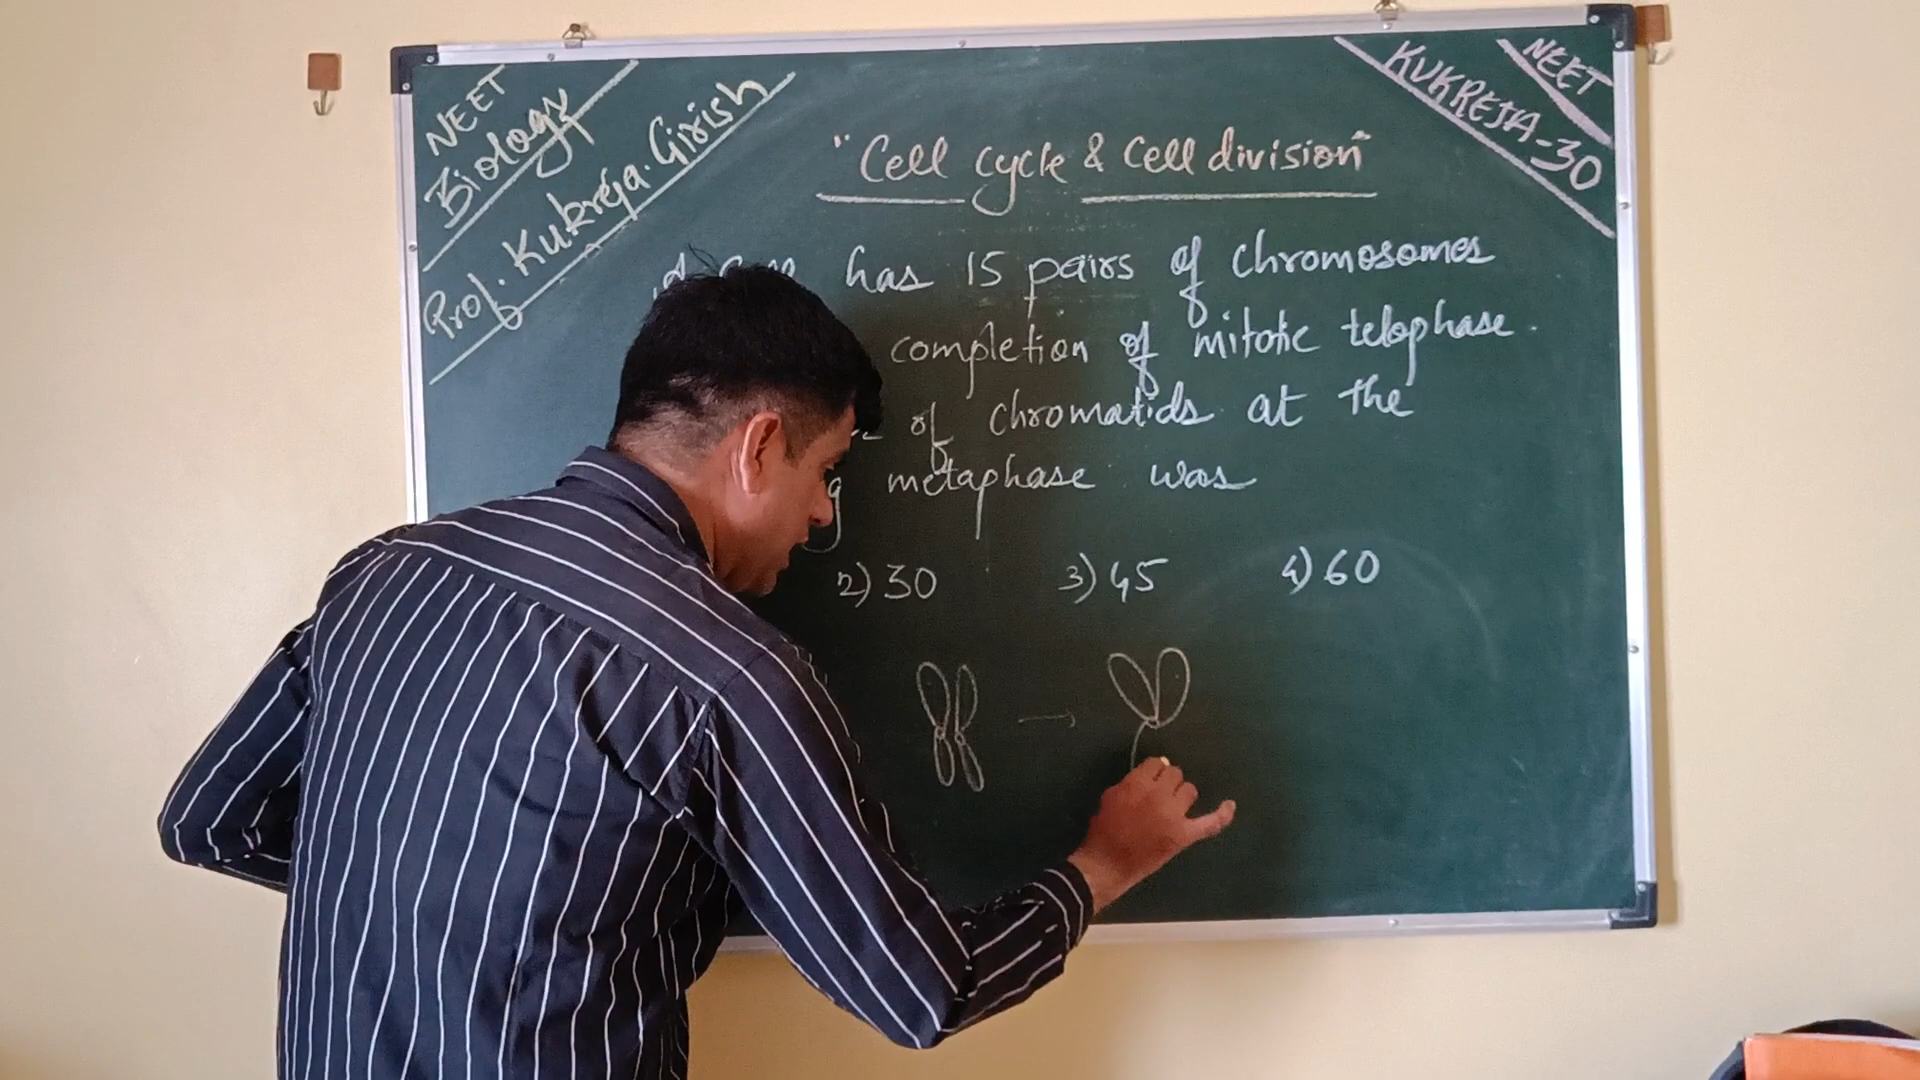 NEET
Biology
Prof. Kukreja. Girish
NEET
KUKREJA-30
"Cell cycle & Cell division"
has 15 pairs of chromosomes
completion of mitotic telophase.
of chromatids at the
metaphase was
2) 30 3) 45 4) 60